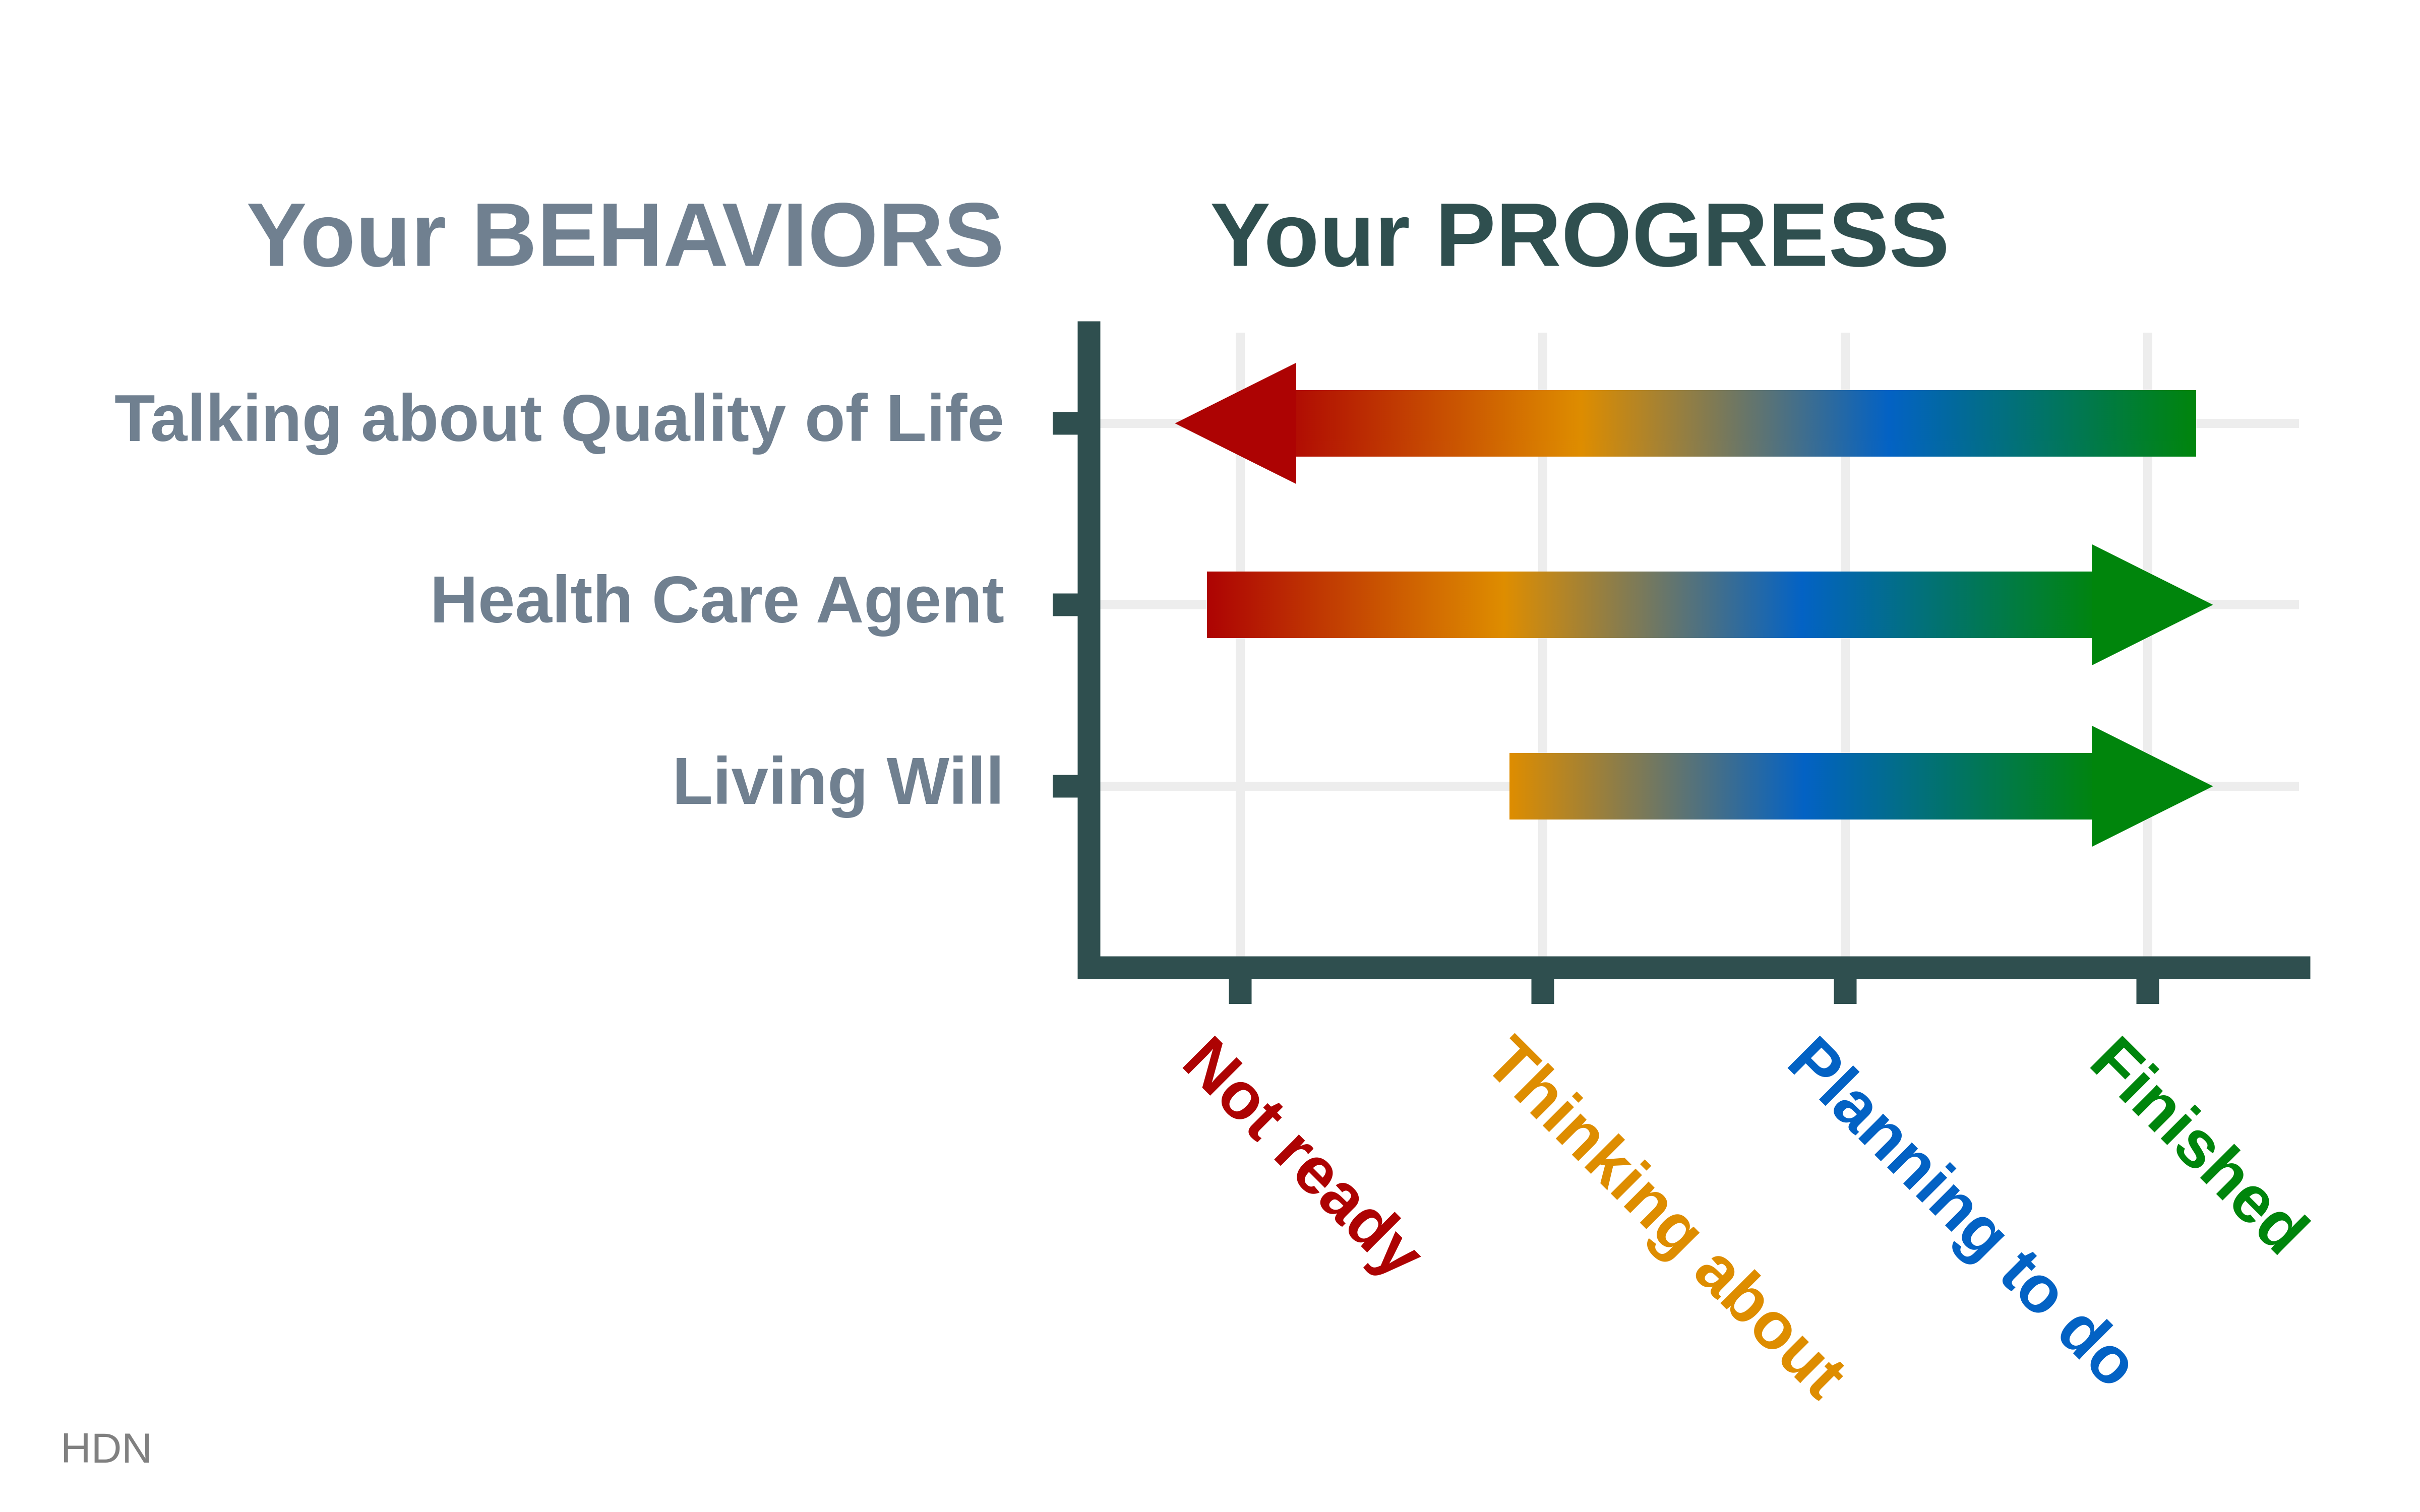 Your BEHAVIORS
Your PROGRESS
Talking about Quality of Life
Health Care Agent
Living Will
Not ready
Thinking about
Planning to do
Finished
HDN